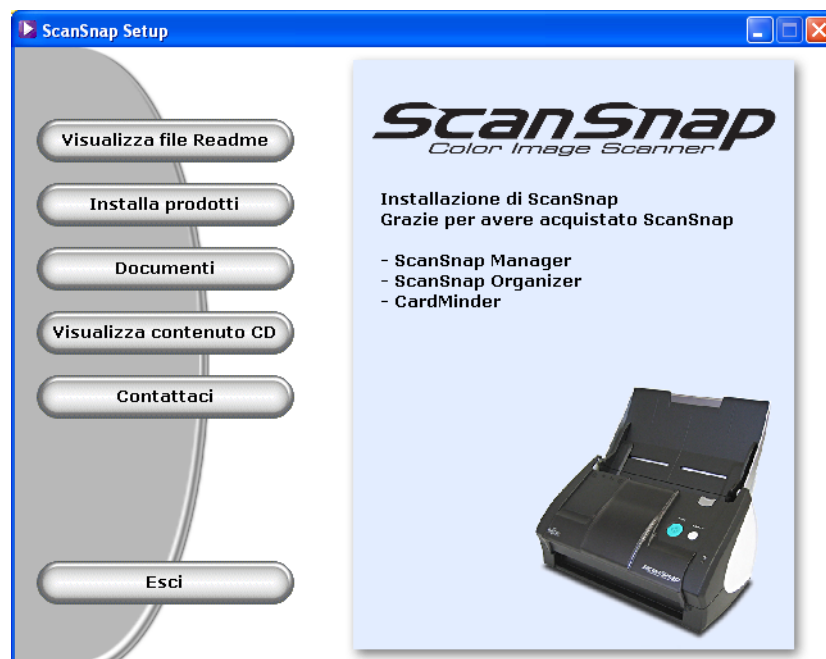 ScanSnap Setup
Visualizza file Readme
Installa prodotti
Documenti
Visualizza contenuto CD
Contattaci
Esci
ScanSnap
Color Image Scanner
Installazione di ScanSnap
Grazie per avere acquistato ScanSnap
- ScanSnap Manager
- ScanSnap Organizer
- CardMinder
ScanSnap